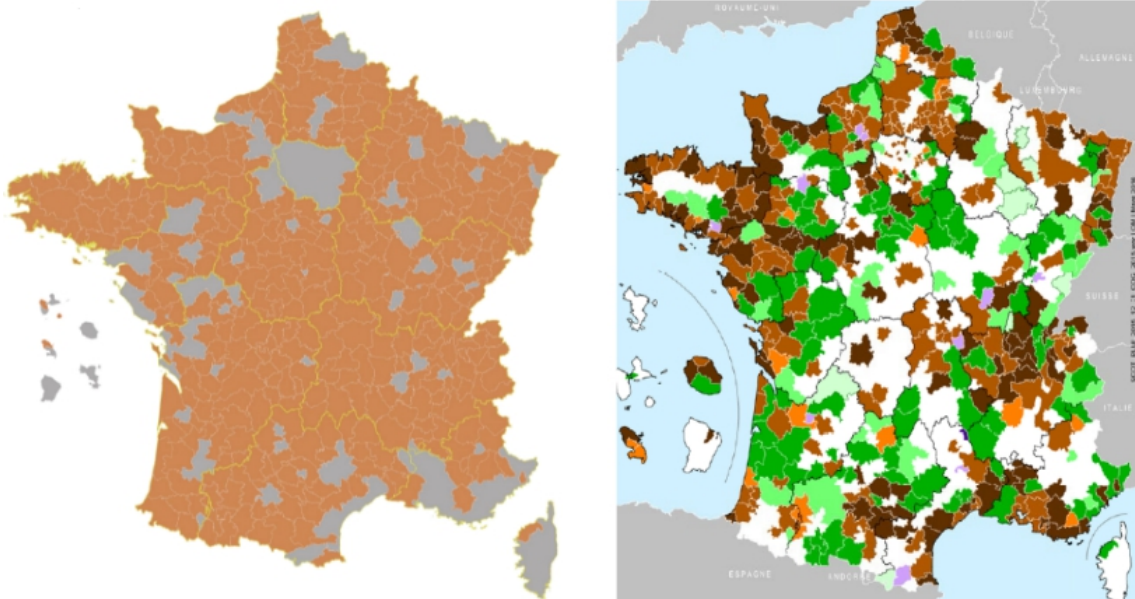 ROYAUME-UNI
BELGIQUE
ALLEMAGNE
LUXEMBOURG
SUISSE
ITALIE
ESPAGNE
ANDORRE